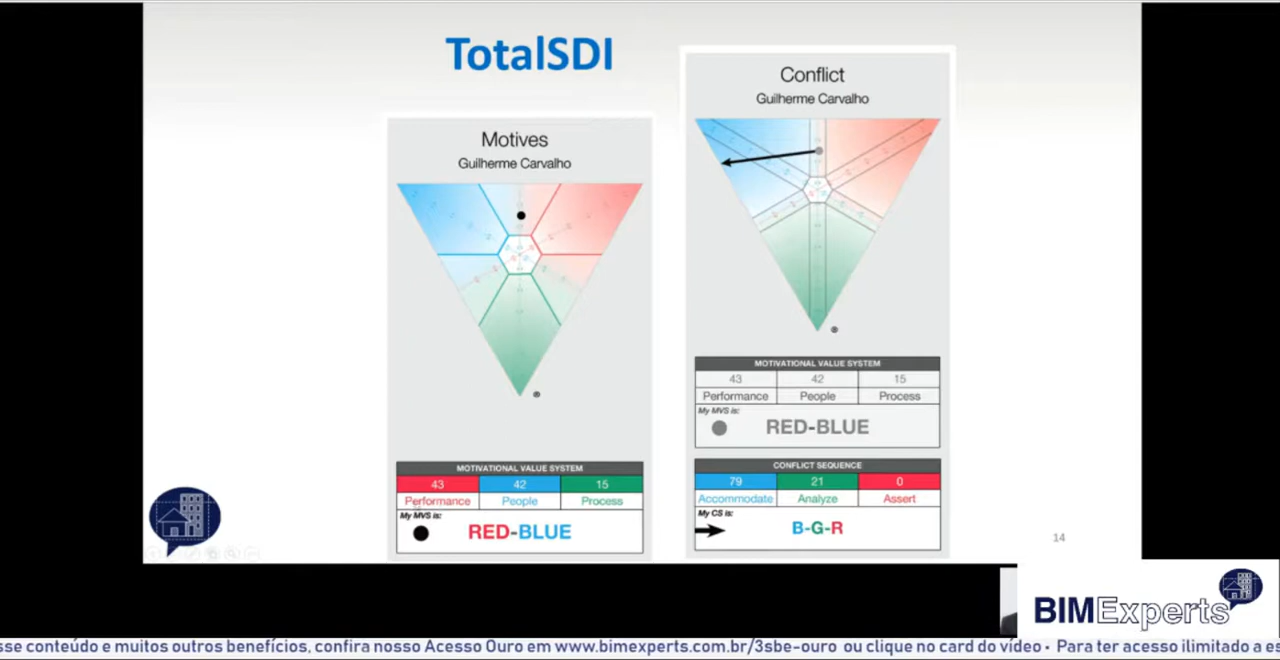 TotalSDI
Motives
Guilherme Carvalho
®
MOTIVATIONAL VALUE SYSTEM
43 42 15
Performance People Process
My MVS is:
RED-BLUE
Conflict
Guilherme Carvalho
®
MOTIVATIONAL VALUE SYSTEM
43 42 15
Performance People Process
My MVS is:
RED-BLUE
CONFLICT SEQUENCE
79 21 0
Accommodate Analyze Assert
My CS is:
B-G-R
14
BIMExperts
sse conteúdo e muitos outros benefícios, confira nosso Acesso Ouro em www.bimexperts.com.br/3sbe-ouro ou clique no card do vídeo • Para ter acesso ilimitado a es